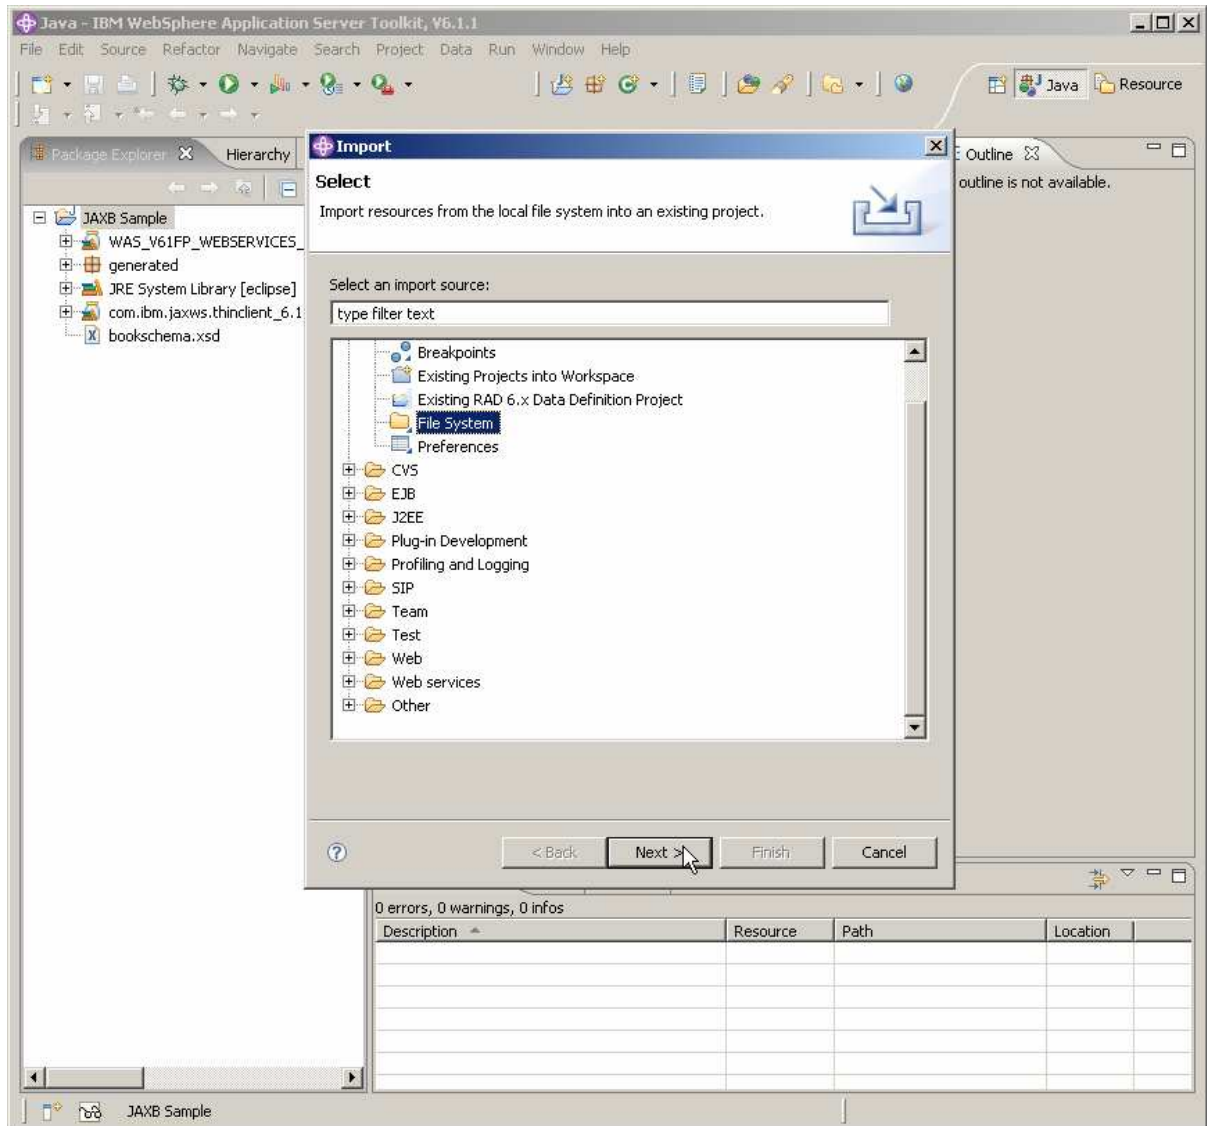 Java - IBM WebSphere Application Server Toolkit, V6.1.1
File Edit Source Refactor Navigate Search Project Data Run Window Help
Java Resource
Package Explorer Hierarchy
JAXB Sample
WAS_V61FP_WEBSERVICES_
generated
JRE System Library [eclipse]
com.ibm.jaxws.thinclient_6.1
bookschema.xsd
Import
Select
Import resources from the local file system into an existing project.
Select an import source:
type filter text
Breakpoints
Existing Projects into Workspace
Existing RAD 6.x Data Definition Project
File System
Preferences
CVS
EJB
J2EE
Plug-in Development
Profiling and Logging
SIP
Team
Test
Web
Web services
Other
< Back Next > Finish Cancel
Outline
outline is not available.
0 errors, 0 warnings, 0 infos
Description Resource Path Location
JAXB Sample